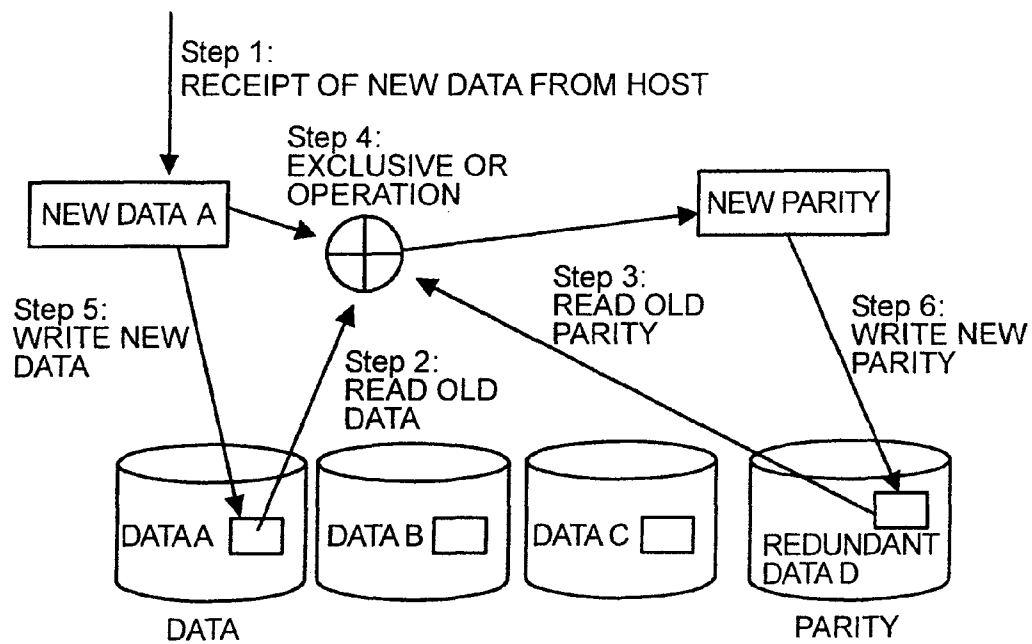 Step 1:
RECEIPT OF NEW DATA FROM HOST
Step 4:
EXCLUSIVE OR
OPERATION
NEW DATA A
NEW PARITY
Step 5:
WRITE NEW
DATA
Step 3:
READ OLD
PARITY
Step 6:
WRITE NEW
PARITY
Step 2:
READ OLD
DATA
DATA A
DATA B
DATA C
REDUNDANT
DATA D
DATA
PARITY